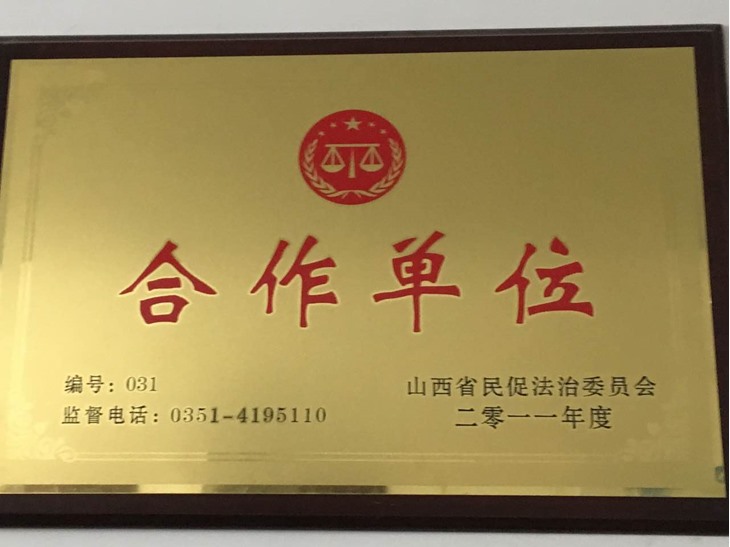 合作单位
编号：031
监督电话：0351-4195110
山西省民促法治委员会
二零一一年度